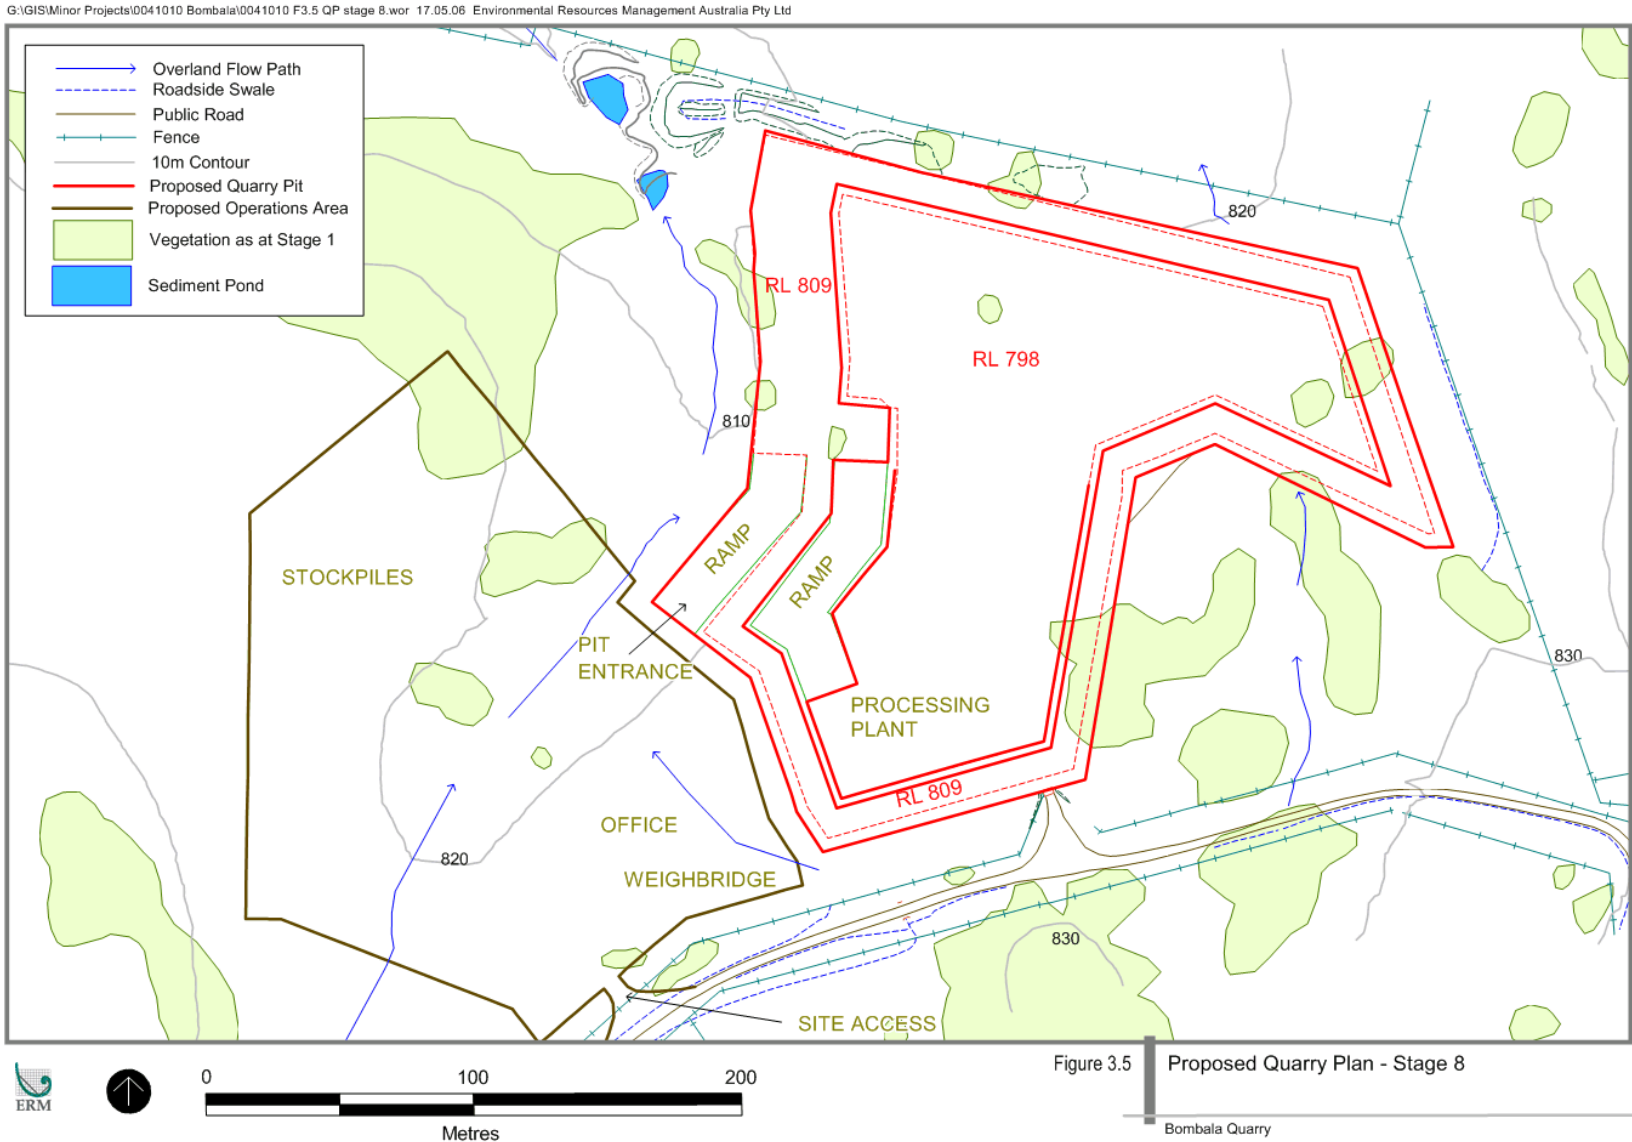 G:\GIS\Minor Projects\0041010 Bombala\0041010 F3.5 QP stage 8.wor 17.05.06 Environmental Resources Management Australia Pty Ltd
Overland Flow Path
Roadside Swale
Public Road
Fence
10m Contour
Proposed Quarry Pit
Proposed Operations Area
Vegetation as at Stage 1
Sediment Pond
820
RL 809
RL 798
810
RAMP
RAMP
STOCKPILES
PIT
ENTRANCE
830
PROCESSING
PLANT
RL 809
OFFICE
820
WEIGHBRIDGE
830
SITE ACCESS
ERM
0 100 200
Metres
Figure 3.5
Proposed Quarry Plan - Stage 8
Bombala Quarry